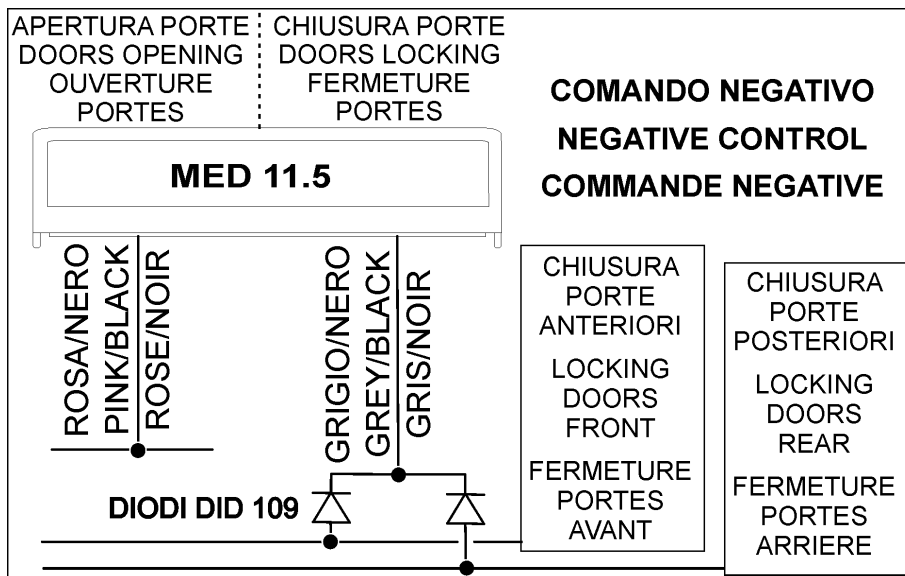 APERTURA PORTE
DOORS OPENING
OUVERTURE
PORTES
CHIUSURA PORTE
DOORS LOCKING
FERMETURE
PORTES
COMANDO NEGATIVO
NEGATIVE CONTROL
COMMANDE NEGATIVE
MED 11.5
ROSA/NERO
PINK/BLACK
ROSE/NOIR
GRIGIO/NERO
GREY/BLACK
GRIS/NOIR
CHIUSURA
PORTE
ANTERIORI
LOCKING
DOORS
FRONT
FERMETURE
PORTES
AVANT
CHIUSURA
PORTE
POSTERIORI
LOCKING
DOORS
REAR
FERMETURE
PORTES
ARRIERE
DIODI DID 109